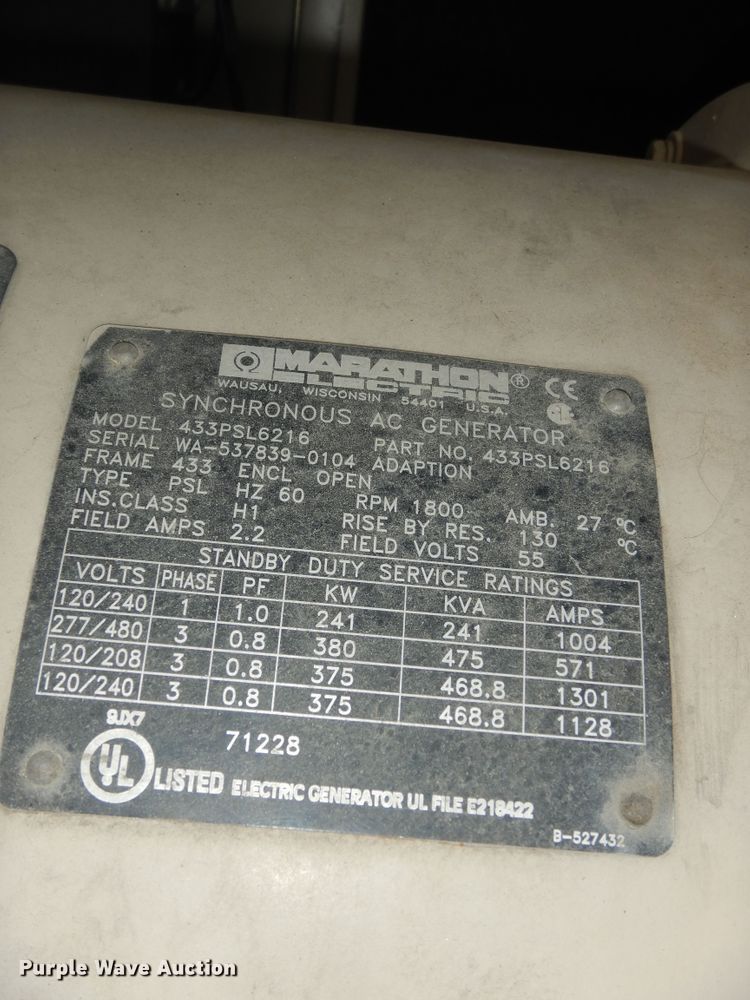 MARATHON®
ELECTRIC
WAUSAU, WISCONSIN 54401 U.S.A.
CE
SYNCHRONOUS AC GENERATOR
MODEL 433PSL6216 PART NO. 433PSL6216
SERIAL WA-537839-0104 ADAPTION
FRAME 433 ENCL OPEN
TYPE PSL HZ 60 RPM 1800 AMB. 27 °C
INS.CLASS H1 RISE BY RES. 130 °C
FIELD AMPS 2.2 FIELD VOLTS 55
STANDBY DUTY SERVICE RATINGS
VOLTS PHASE PF KW KVA AMPS
120/240 1 1.0 241 241 1004
277/480 3 0.8 380 475 571
120/208 3 0.8 375 468.8 1301
120/240 3 0.8 375 468.8 1128
9JX7
71228
UL LISTED ELECTRIC GENERATOR UL FILE E218422
B-527432
Purple Wave Auction